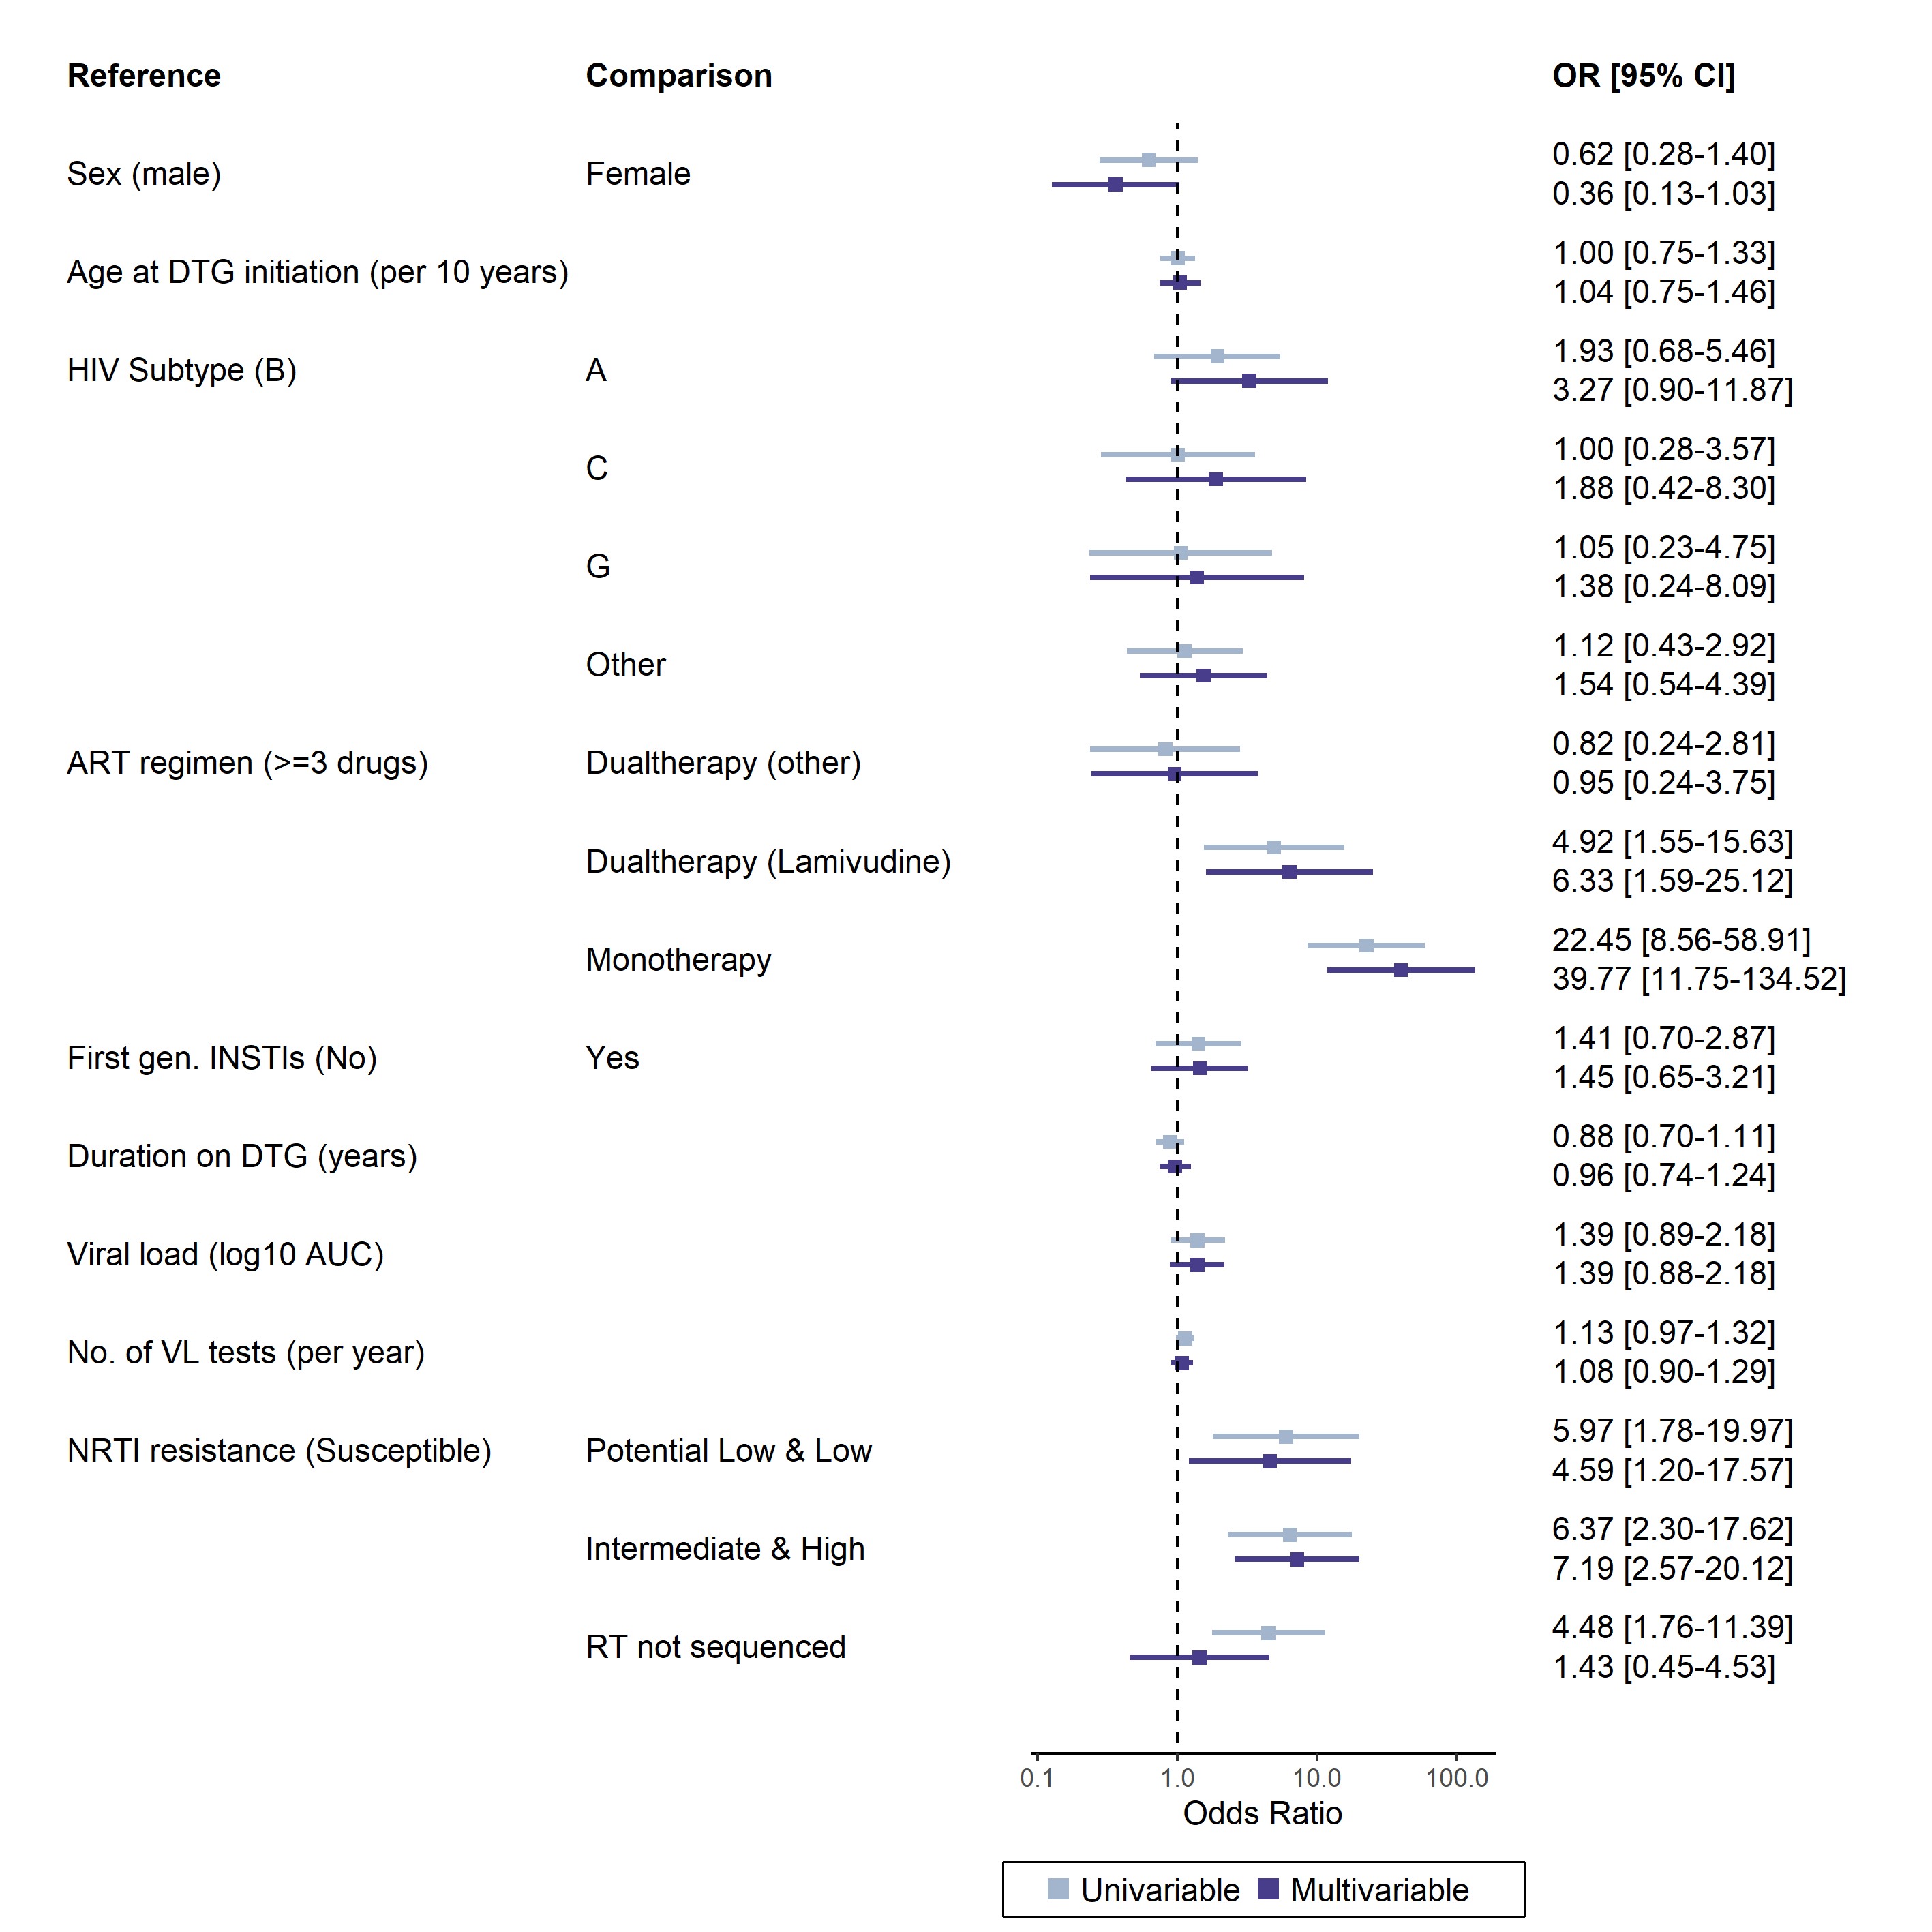 Reference Comparison OR [95% CI]
0.62 [0.28-1.40]
Sex (male) Female
0.36 [0.13-1.03]
1.00 [0.75-1.33]
Age at DTG initiation (per 10 years)
1.04 [0.75-1.46]
1.93 [0.68-5.46]
HIV Subtype (B) A
3.27 [0.90-11.87]
1.00 [0.28-3.57]
C
1.88 [0.42-8.30]
1.05 [0.23-4.75]
G
1.38 [0.24-8.09]
1.12 [0.43-2.92]
Other
1.54 [0.54-4.39]
0.82 [0.24-2.81]
ART regimen (>=3 drugs) Dualtherapy (other)
0.95 [0.24-3.75]
4.92 [1.55-15.63]
Dualtherapy (Lamivudine)
6.33 [1.59-25.12]
22.45 [8.56-58.91]
Monotherapy
39.77 [11.75-134.52]
1.41 [0.70-2.87]
First gen. INSTIs (No) Yes
1.45 [0.65-3.21]
0.88 [0.70-1.11]
Duration on DTG (years)
0.96 [0.74-1.24]
1.39 [0.89-2.18]
Viral load (log10 AUC)
1.39 [0.88-2.18]
1.13 [0.97-1.32]
No. of VL tests (per year)
1.08 [0.90-1.29]
5.97 [1.78-19.97]
NRTI resistance (Susceptible) Potential Low & Low
4.59 [1.20-17.57]
6.37 [2.30-17.62]
Intermediate & High
7.19 [2.57-20.12]
4.48 [1.76-11.39]
RT not sequenced
1.43 [0.45-4.53]
0.1 1.0 10.0 100.0
Odds Ratio
Univariable Multivariable